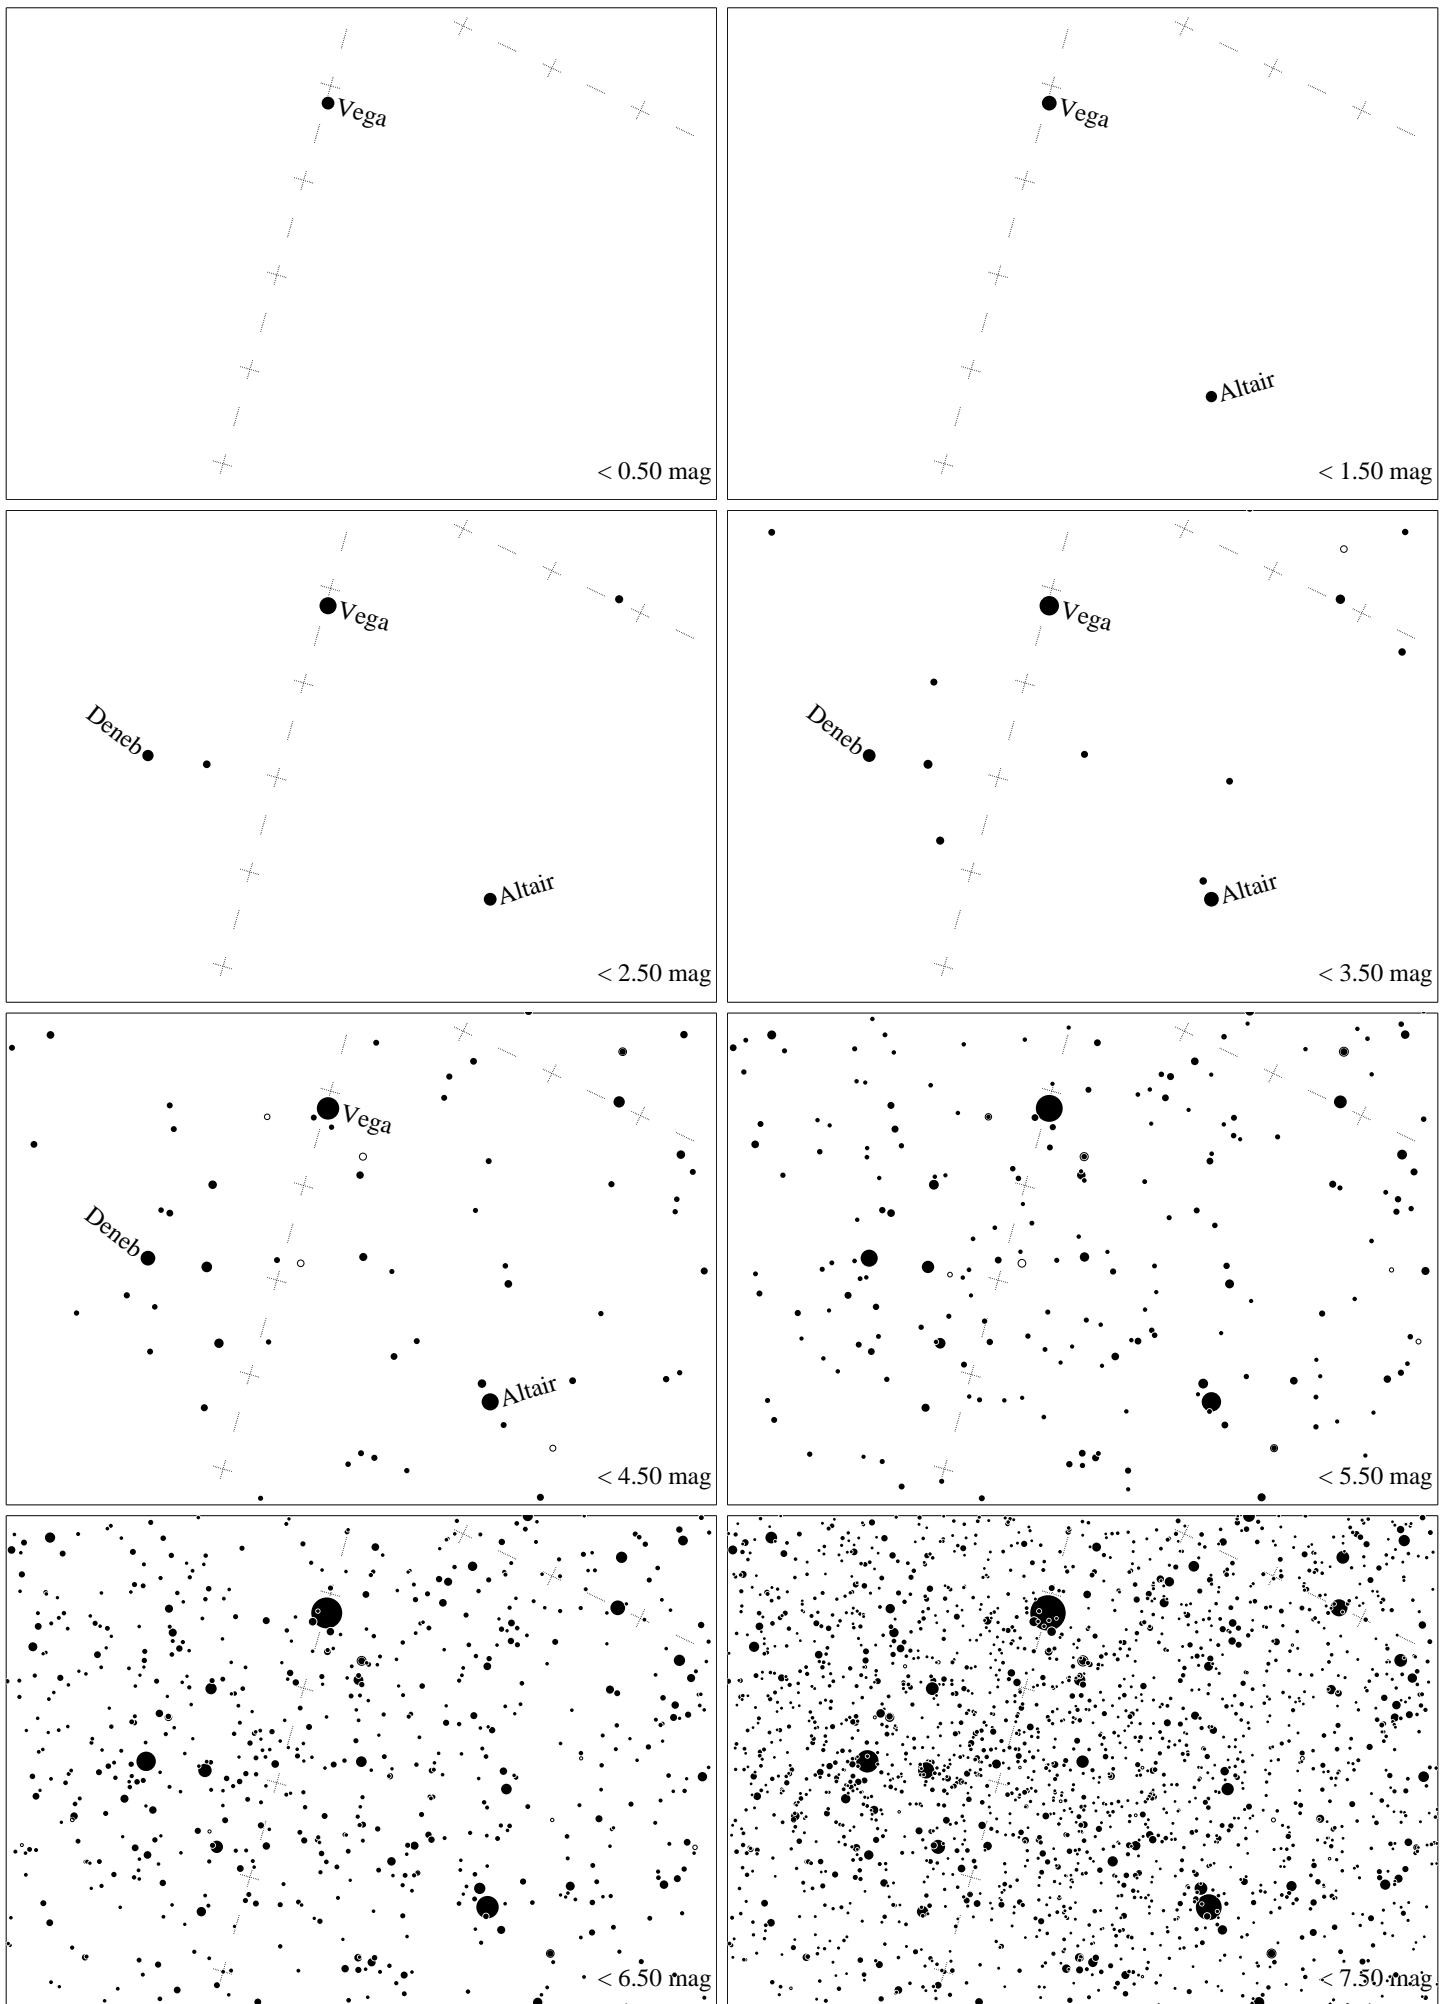 Vega
< 0.50 mag
Vega
Altair
< 1.50 mag
Vega
Deneb
Altair
< 2.50 mag
Vega
Deneb
Altair
< 3.50 mag
Vega
Deneb
Altair
< 4.50 mag
< 5.50 mag
< 6.50 mag
< 7.50 mag